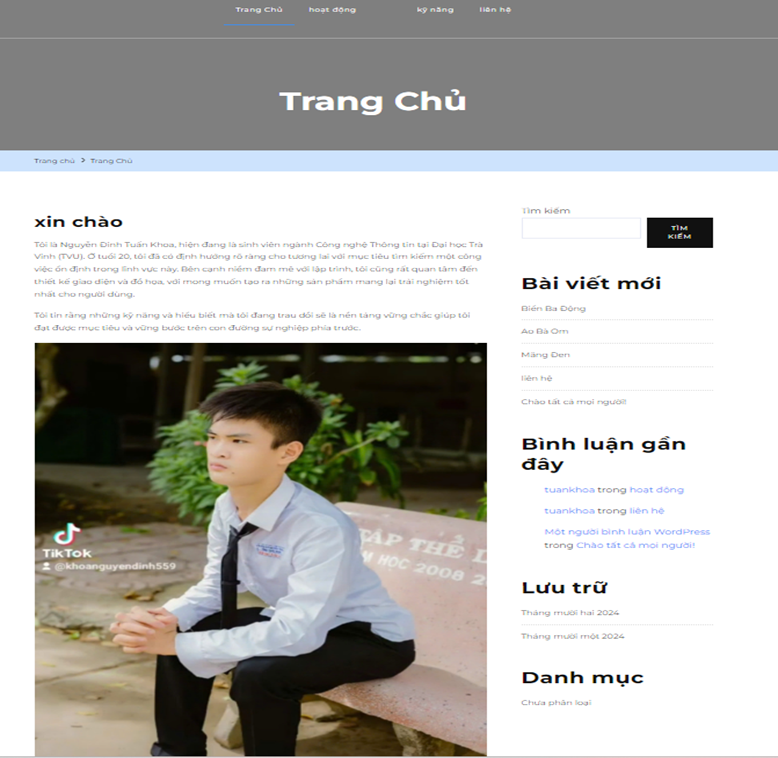 Trang Chủ hoạt động kỹ năng liên hệ
Trang Chủ
Trang chủ > Trang Chủ
xin chào
Tôi là Nguyễn Đình Tuấn Khoa, hiện đang là sinh viên ngành Công nghệ Thông tin tại Đại học Trà
Vinh (TVU). Ở tuổi 20, tôi đã có định hướng rõ ràng cho tương lai với mục tiêu tìm kiếm một công
việc ổn định trong lĩnh vực này. Bên cạnh niềm đam mê với lập trình, tôi cũng rất quan tâm đến
thiết kế giao diện và đồ họa, với mong muốn tạo ra những sản phẩm mang lại trải nghiệm tốt
nhất cho người dùng.
Tôi tin rằng những kỹ năng và hiểu biết mà tôi đang trau dồi sẽ là nền tảng vững chắc giúp tôi
đạt được mục tiêu và vững bước trên con đường sự nghiệp phía trước.
TikTok
@khoanguyendinh559
TẬP THỂ
HỌC 2008
Tìm kiếm
TÌM
KIẾM
Bài viết mới
Biển Ba Động
Ao Bà Om
Măng Đen
liên hệ
Chào tất cả mọi người!
Bình luận gần
đây
tuankhoa trong hoạt động
tuankhoa trong liên hệ
Một người bình luận WordPress
trong Chào tất cả mọi người!
Lưu trữ
Tháng mười hai 2024
Tháng mười một 2024
Danh mục
Chưa phân loại